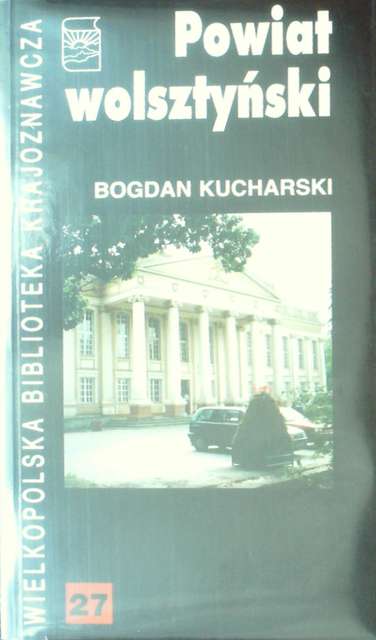 Powiat
wolsztyński
BOGDAN KUCHARSKI
WIELKOPOLSKA BIBLIOTEKA KRAJOZNAWCZA
27